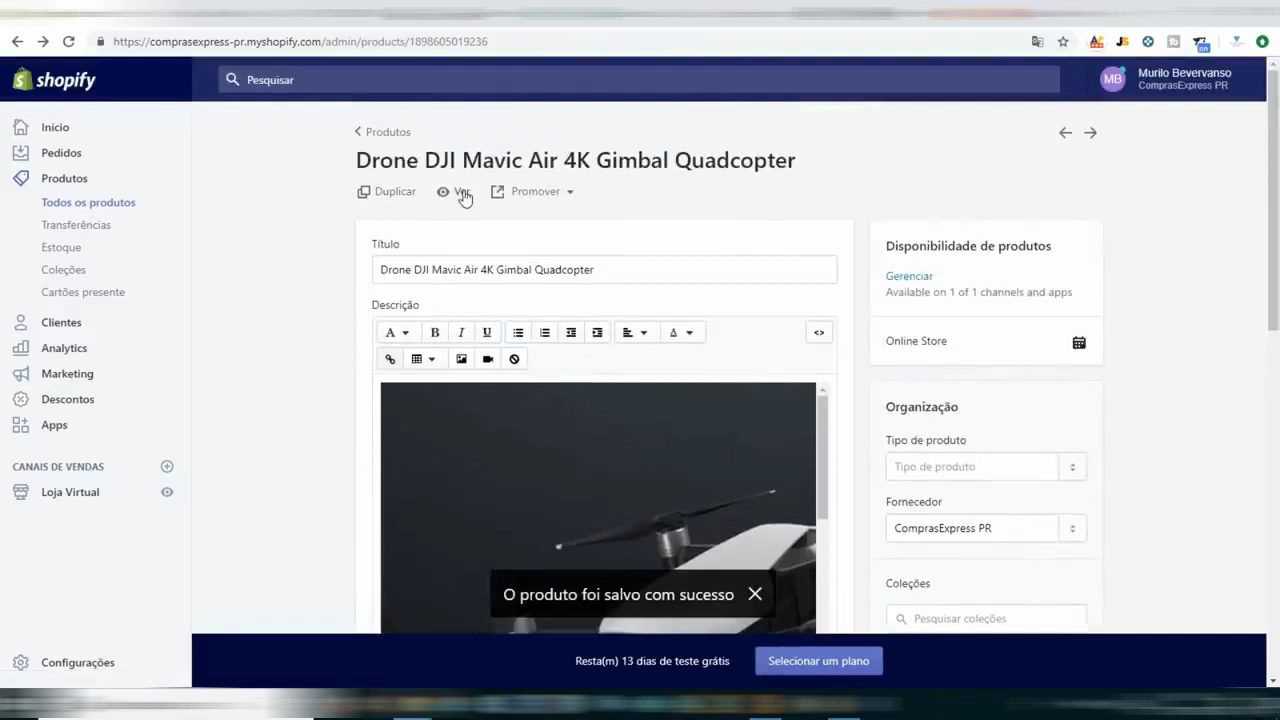 https://comprasexpress-pr.myshopify.com/admin/products/1898605019236
JS
on
shopify
Pesquisar
MB
Murilo Bevervanso
ComprasExpress PR
Início
Pedidos
Produtos
Todos os produtos
Transferências
Estoque
Coleções
Cartões presente
Clientes
Analytics
Marketing
Descontos
Apps
CANAIS DE VENDAS
Loja Virtual
Configurações
Produtos
Drone DJI Mavic Air 4K Gimbal Quadcopter
Duplicar
Ver
Promover
Título
Drone DJI Mavic Air 4K Gimbal Quadcopter
Descrição
A B I U A <>
Disponibilidade de produtos
Gerenciar
Available on 1 of 1 channels and apps
Online Store
Organização
Tipo de produto
Tipo de produto
Fornecedor
ComprasExpress PR
Coleções
Pesquisar coleções
O produto foi salvo com sucesso
Resta(m) 13 dias de teste grátis
Selecionar um plano